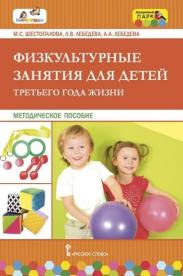 М.С. ШЕСТОПАЛОВА, Л.В. ЛЕБЕДЕВА, А.А. ЛЕБЕДЕВА
ФИЗКУЛЬТУРНЫЕ
ЗАНЯТИЯ ДЛЯ ДЕТЕЙ
ТРЕТЬЕГО ГОДА ЖИЗНИ
МЕТОДИЧЕСКОЕ ПОСОБИЕ
«РУССКОЕ СЛОВО»